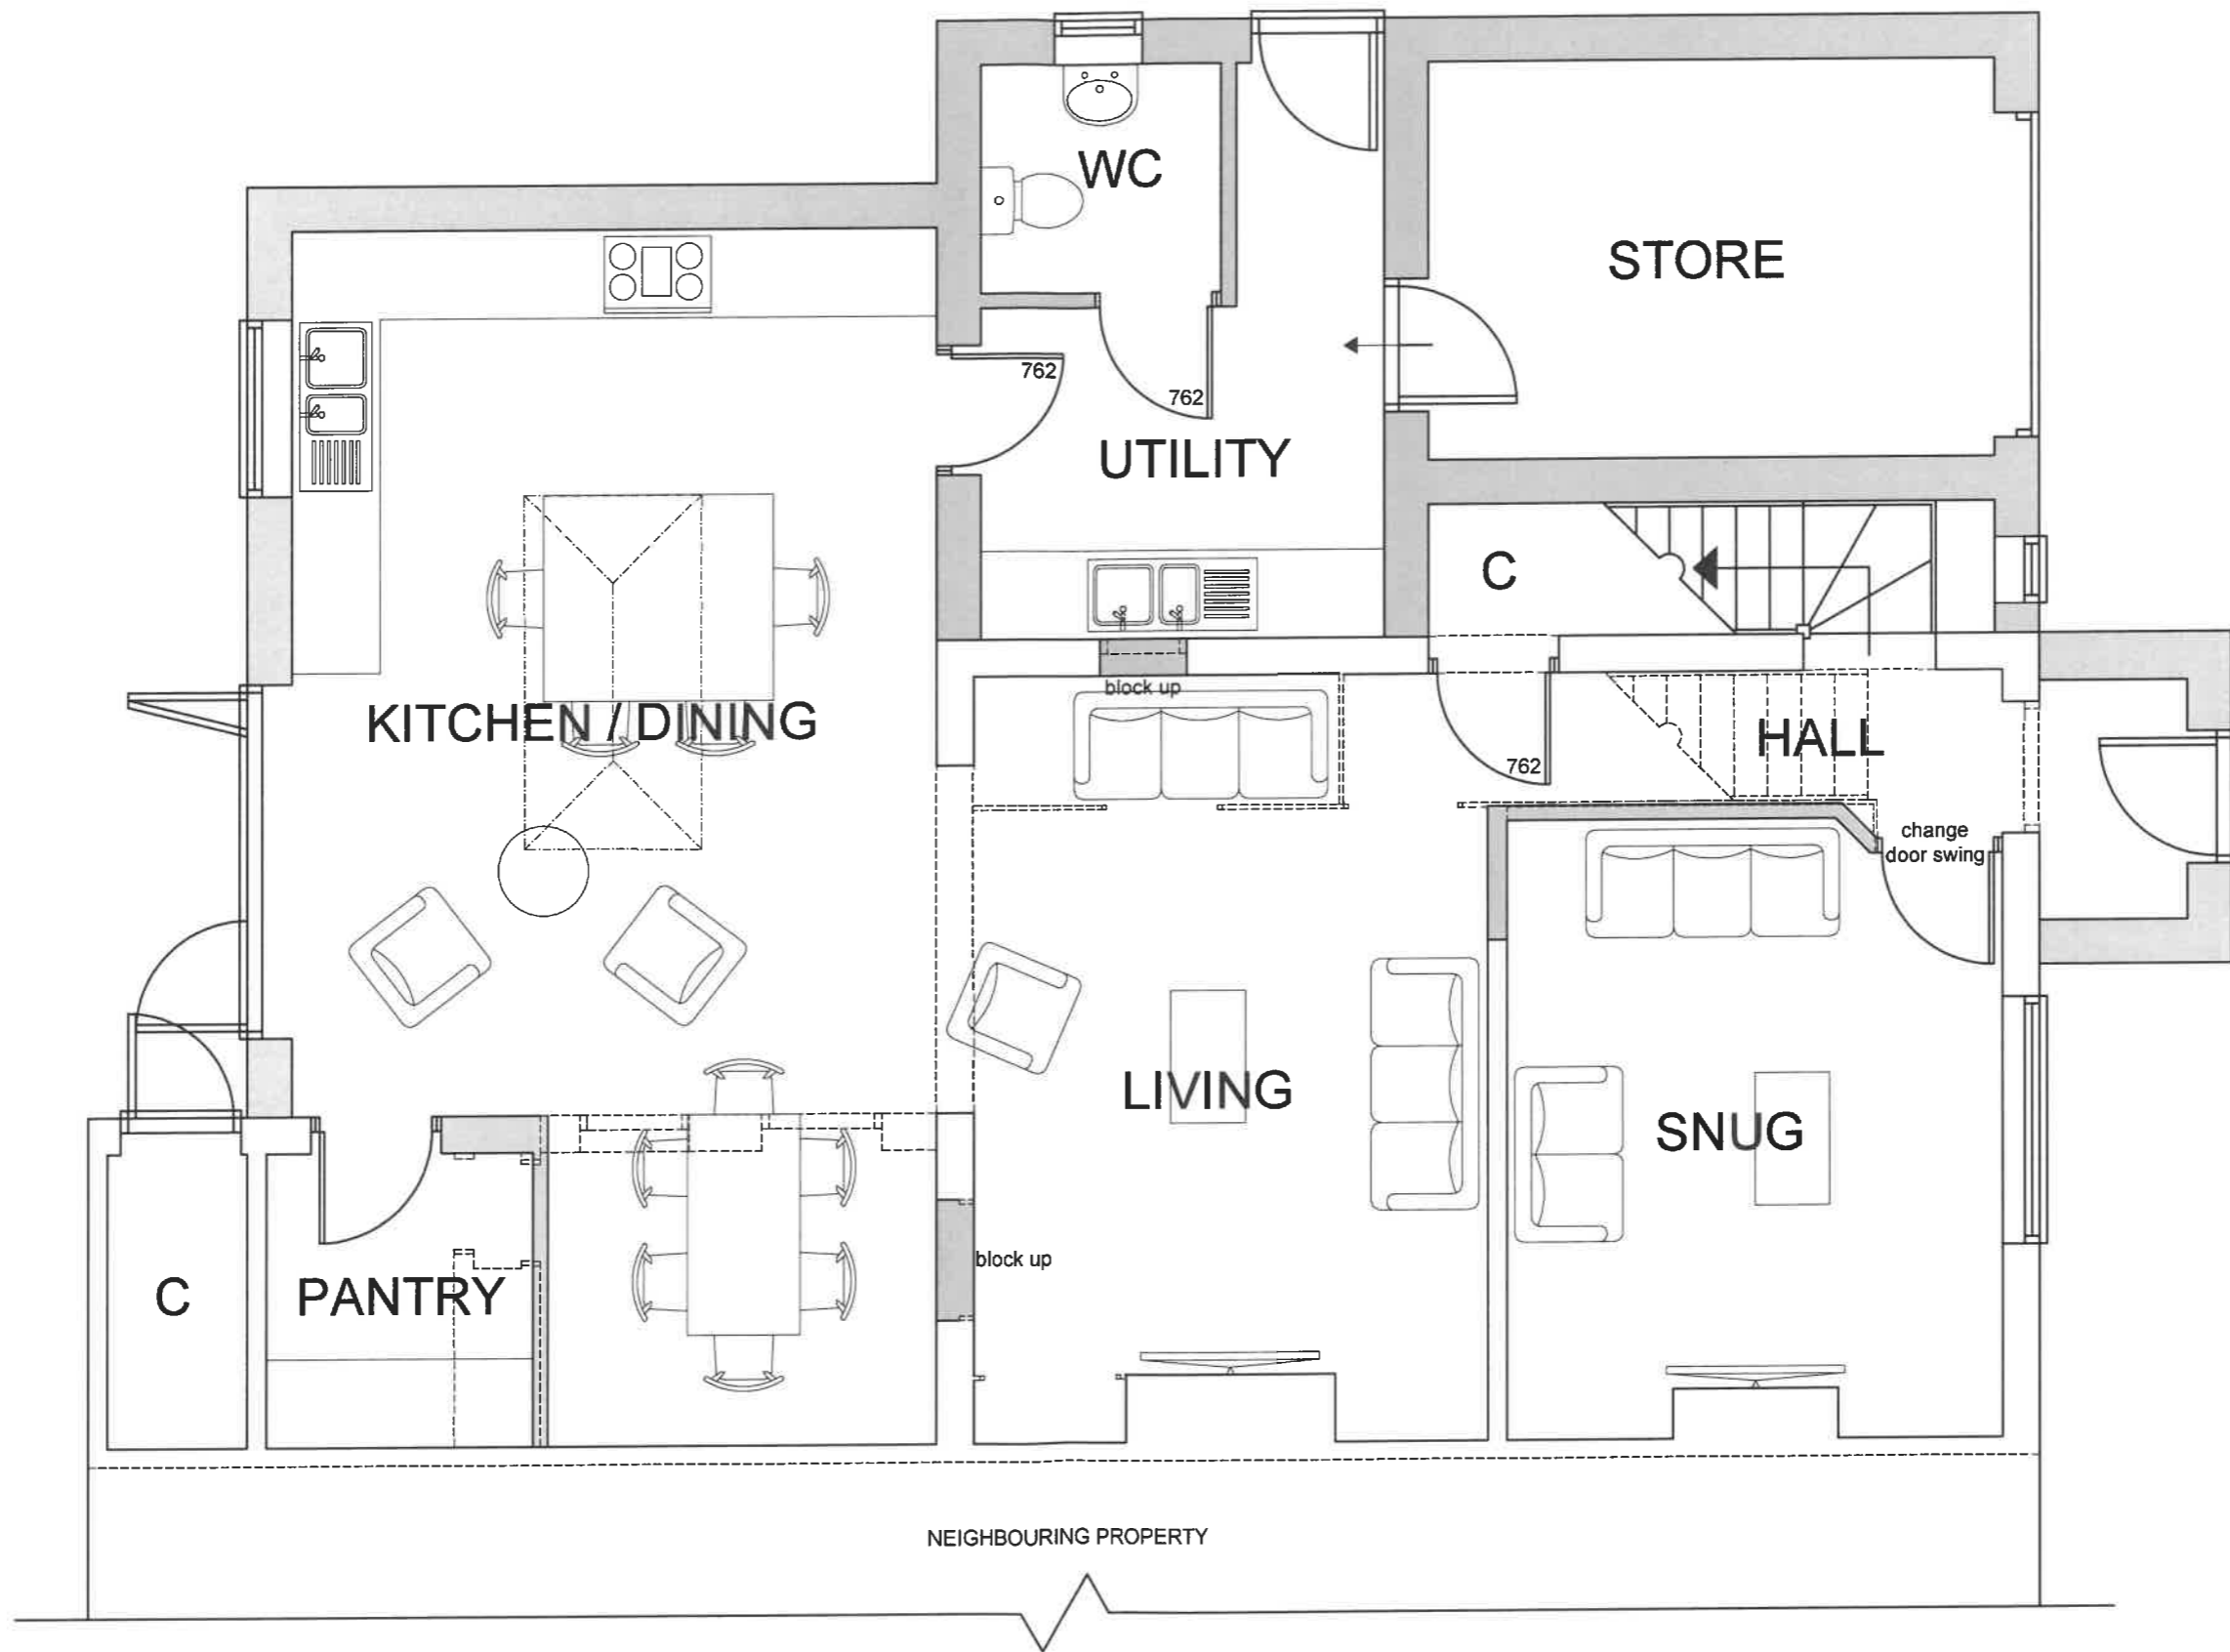 WC
STORE
762
762
UTILITY
C
block up
KITCHEN / DINING
HALL
762
change
door swing
LIVING
SNUG
block up
C
PANTRY
NEIGHBOURING PROPERTY